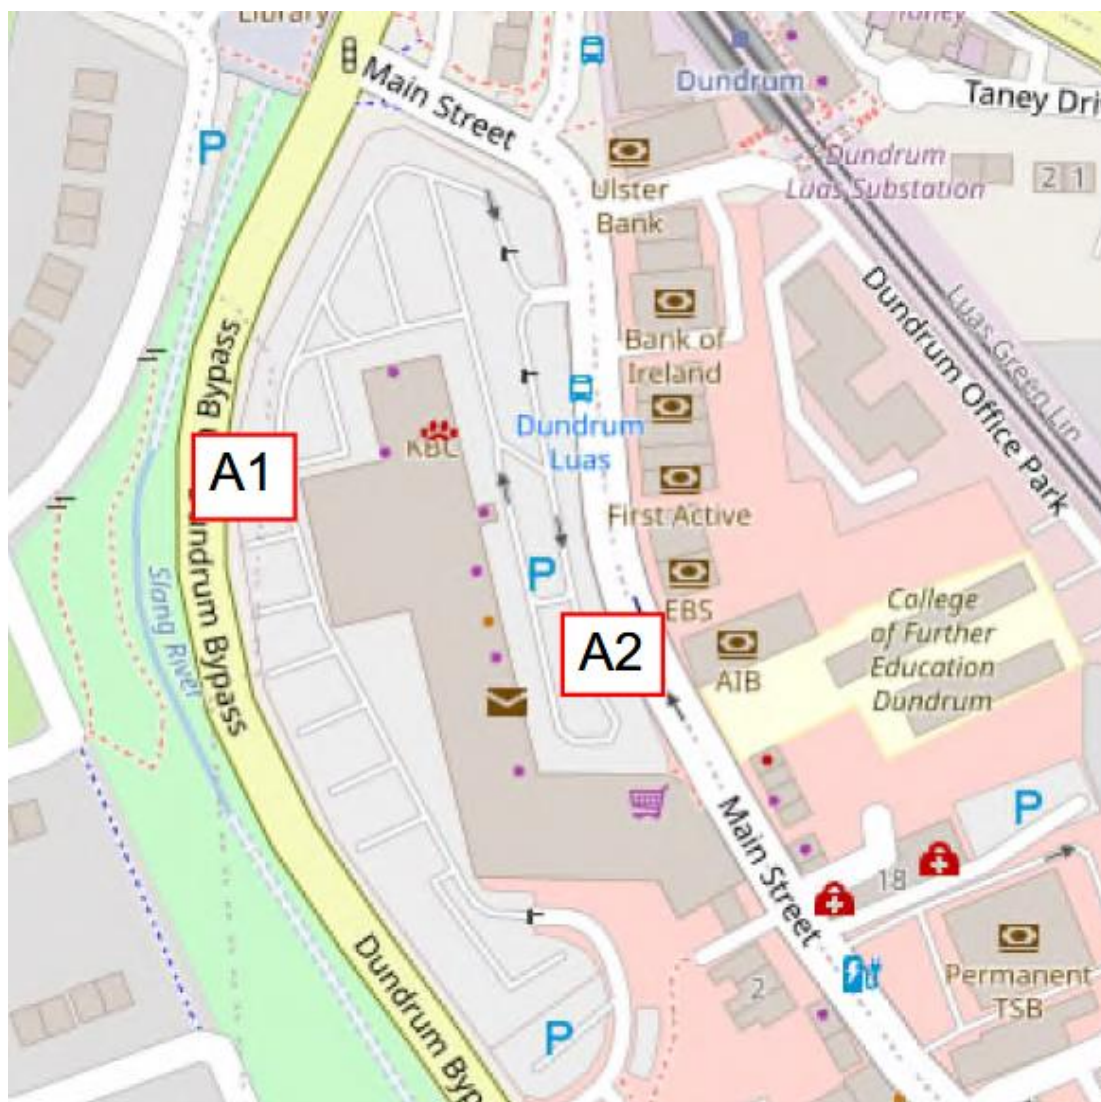 Library
Main Street
P
Dundrum
Taney
Taney Dri
Ulster
Bank
Dundrum
Luas Substation
2 1
Bank of
Ireland
Dundrum Office Park
Luas Green Lin
Bypass
KBC
Dundrum
Luas
A1
First Active
P
EBS
College
of Further
Education
Dundrum
Slang River
Dundrum Bypass
A2
AIB
Main Street
P
18
Dundrum Byp
2
Permanent
TSB
P